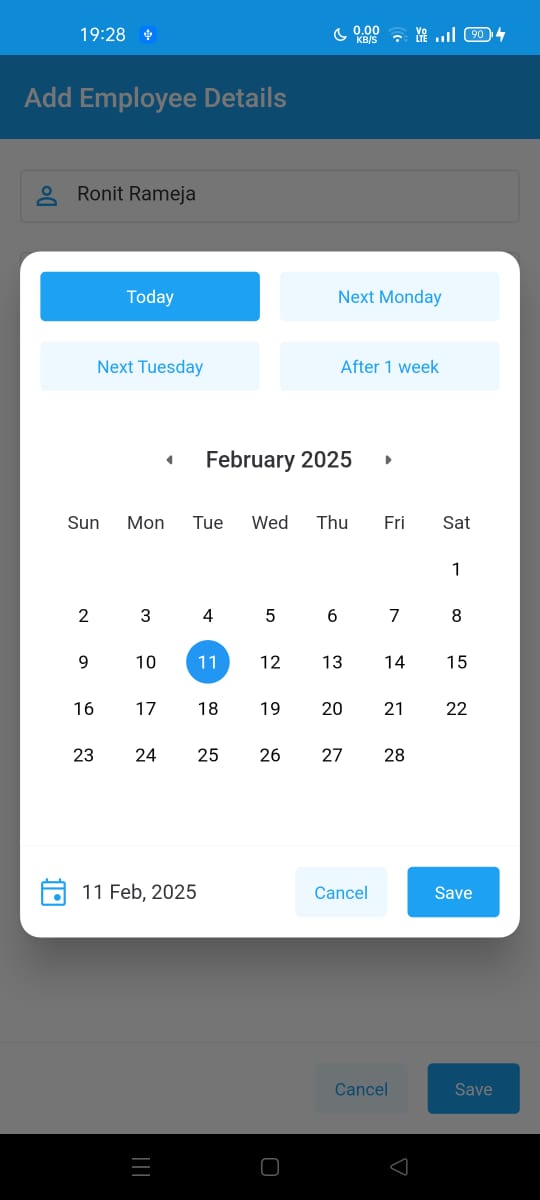 19:28 0.00 KB/S Vo LTE 90
Add Employee Details
Ronit Rameja
Today Next Monday
Next Tuesday After 1 week
February 2025
Sun Mon Tue Wed Thu Fri Sat
1
2 3 4 5 6 7 8
9 10 11 12 13 14 15
16 17 18 19 20 21 22
23 24 25 26 27 28
11 Feb, 2025 Cancel Save
Cancel Save